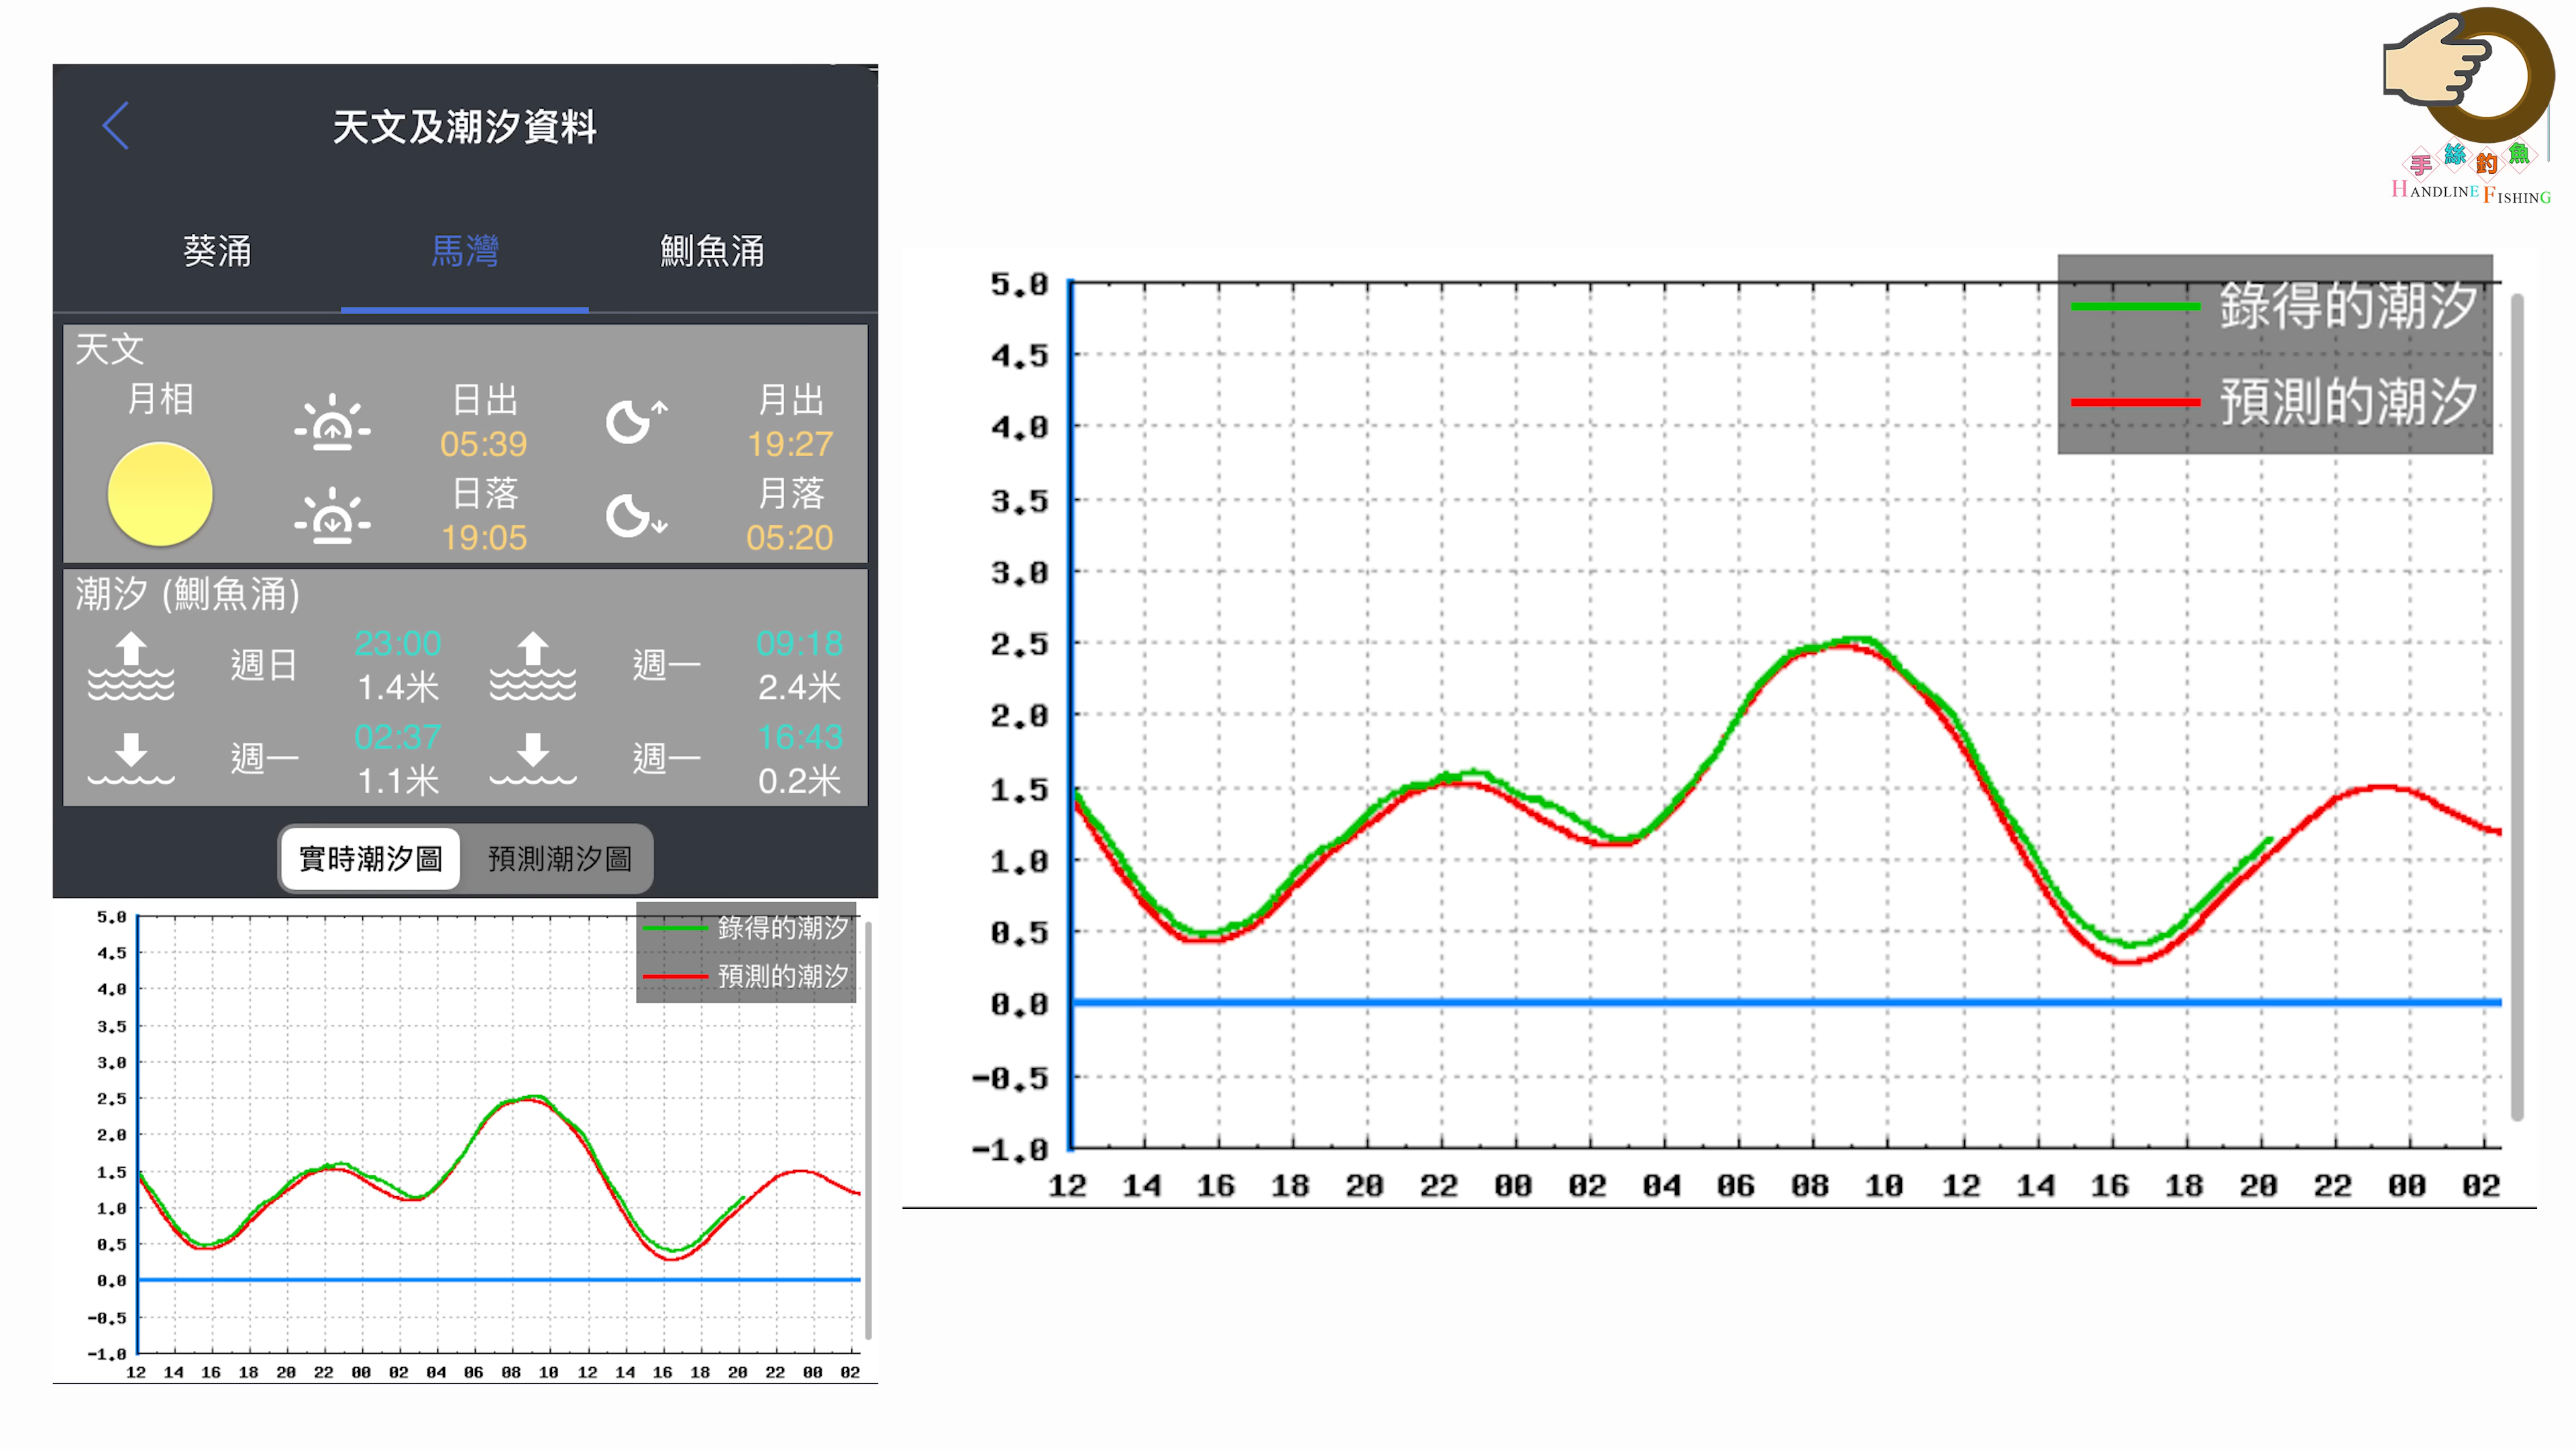 天文及潮汐資料
葵涌 馬灣 鰂魚涌
天文
月相 日出 月出
05:39 19:27
日落 月落
19:05 05:20
潮汐 (鰂魚涌)
23:00 09:18
週日 週一
1.4米 2.4米
02:37 16:43
週一 週一
1.1米 0.2米
實時潮汐圖 預測潮汐圖
5.0
錄得的潮汐
4.5
預測的潮汐
4.0
3.5
3.0
2.5
2.0
1.5
1.0
0.5
0.0
-0.5
-1.0
12 14 16 18 20 22 00 02 04 06 08 10 12 14 16 18 20 22 00 02
手絲釣魚
HANDLINE FISHING
5.0
錄得的潮汐
4.5
預測的潮汐
4.0
3.5
3.0
2.5
2.0
1.5
1.0
0.5
0.0
-0.5
-1.0
12 14 16 18 20 22 00 02 04 06 08 10 12 14 16 18 20 22 00 02